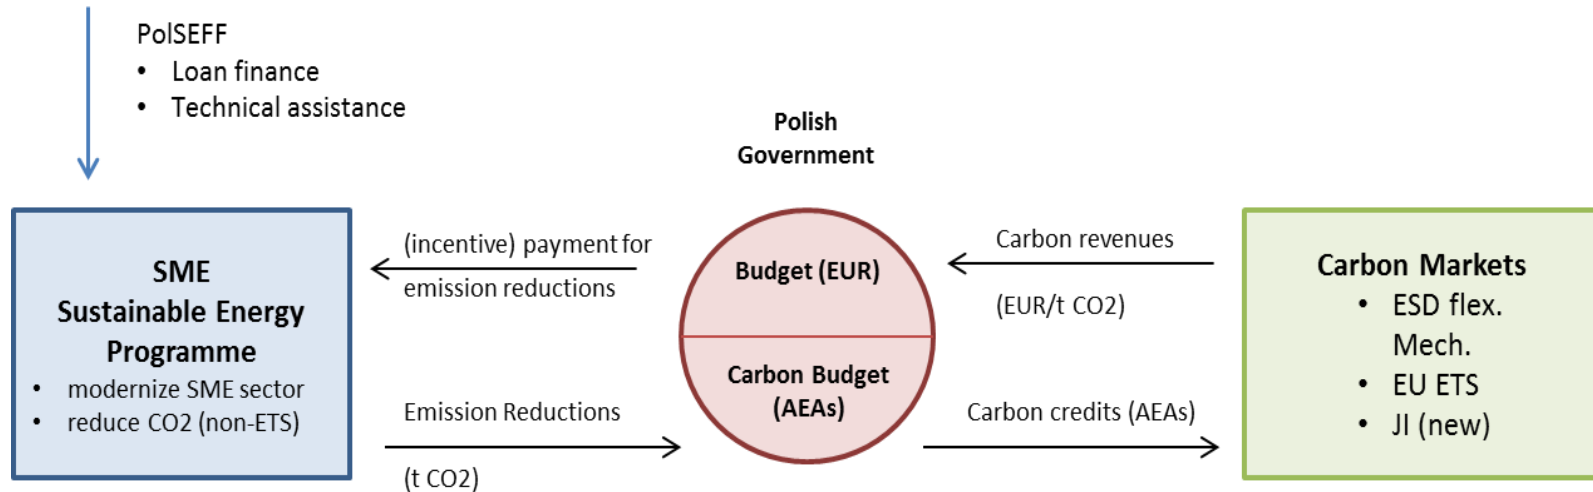 PolSEFF
• Loan finance
• Technical assistance
Polish
Government
SME
Sustainable Energy
Programme
• modernize SME sector
• reduce CO2 (non-ETS)
(incentive) payment for
emission reductions
Emission Reductions
(t CO2)
Budget (EUR)
Carbon Budget
(AEAs)
Carbon revenues
(EUR/t CO2)
Carbon credits (AEAs)
Carbon Markets
• ESD flex.
Mech.
• EU ETS
• JI (new)